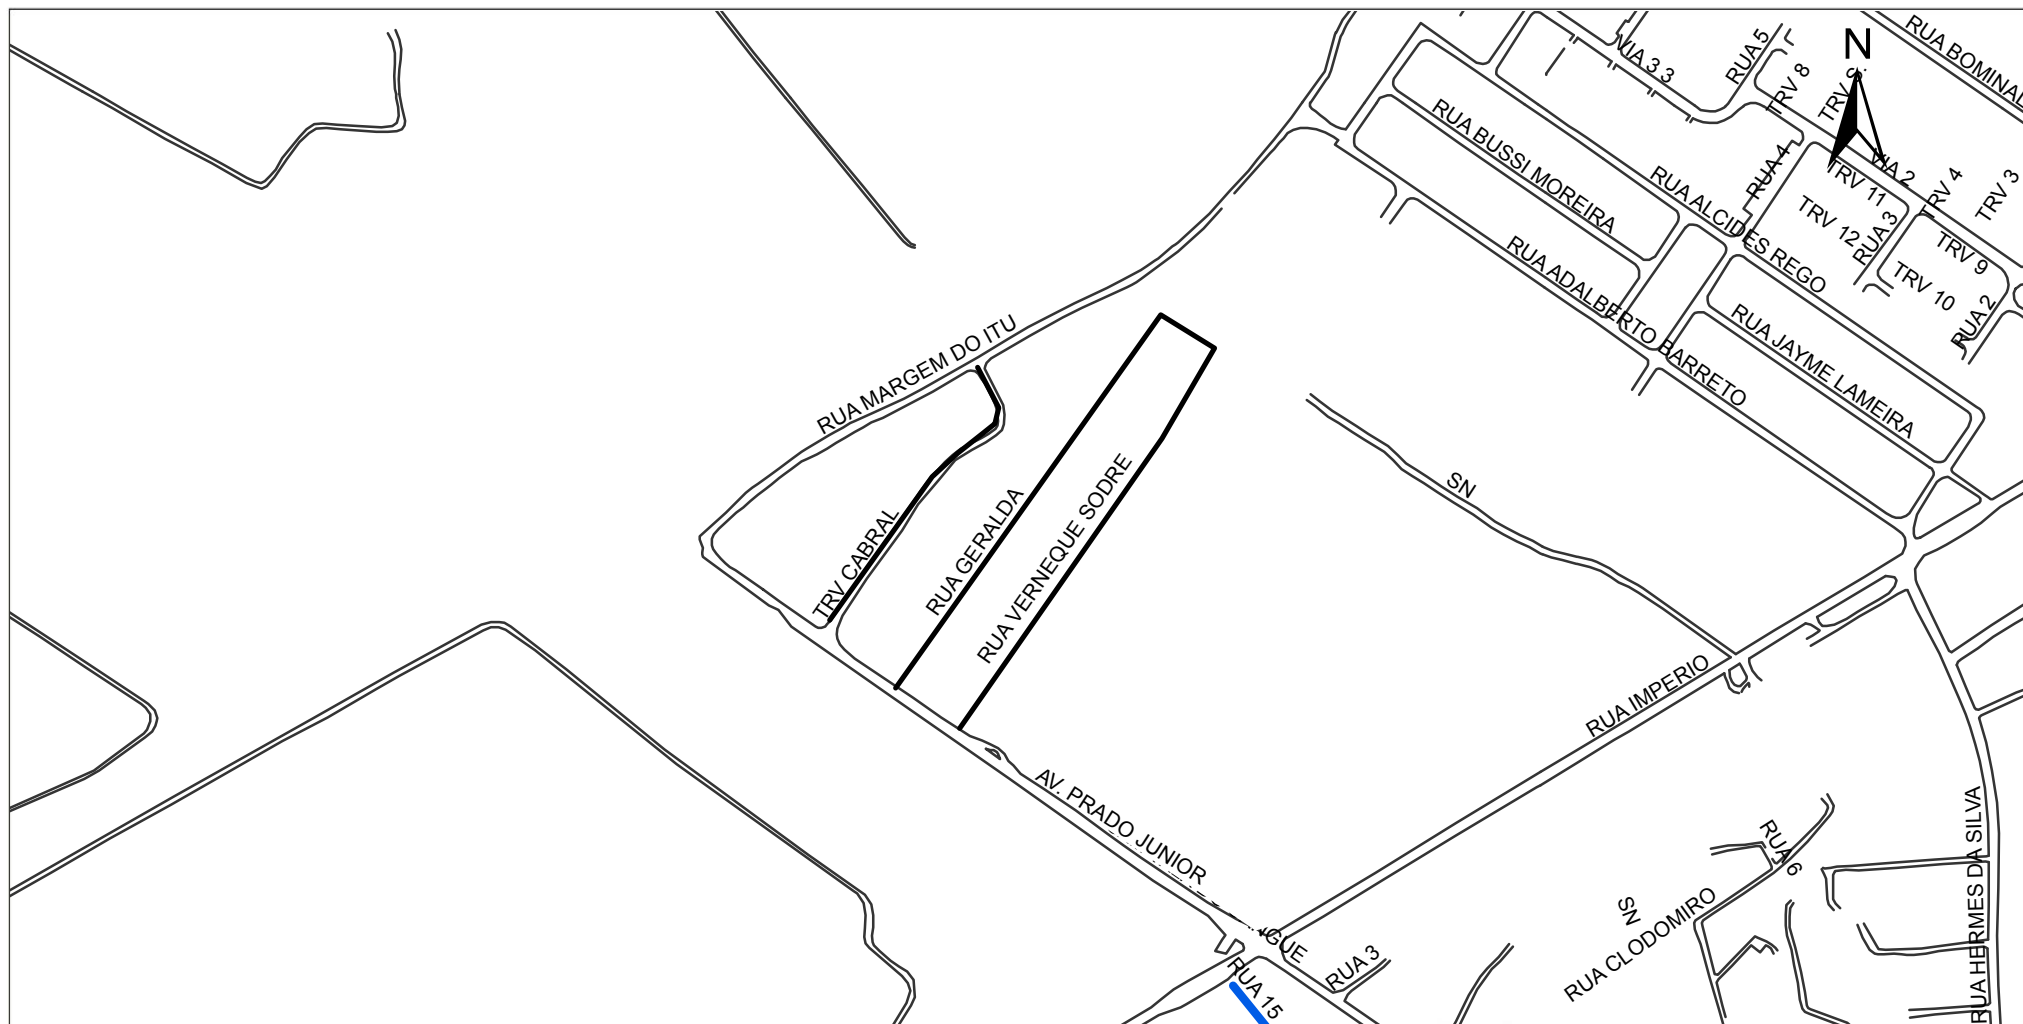 RUA BOMINAL
N
VIA 3 3
RUA 5
TRV 8
TRV S.
RUA BUSSI MOREIRA
RUA ALCIDES REGO
RUA 4
VIA 2
TRV 11
TRV 4
TRV 3
TRV 12
RUA 3
TRV 9
TRV 10
RUA 2
RUA ADALBERTO BARRETO
RUA JAYME LAMEIRA
RUA MARGEM DO ITU
SN
TRV CABRAL
RUA GERALDA
RUA VERNEQUE SODRE
RUA IMPERIO
AV. PRADO JUNIOR
RUA 6
RUA HERMES DA SILVA
SN
RUA CLODOMIRO
GUE
RUA 3
RUA 15